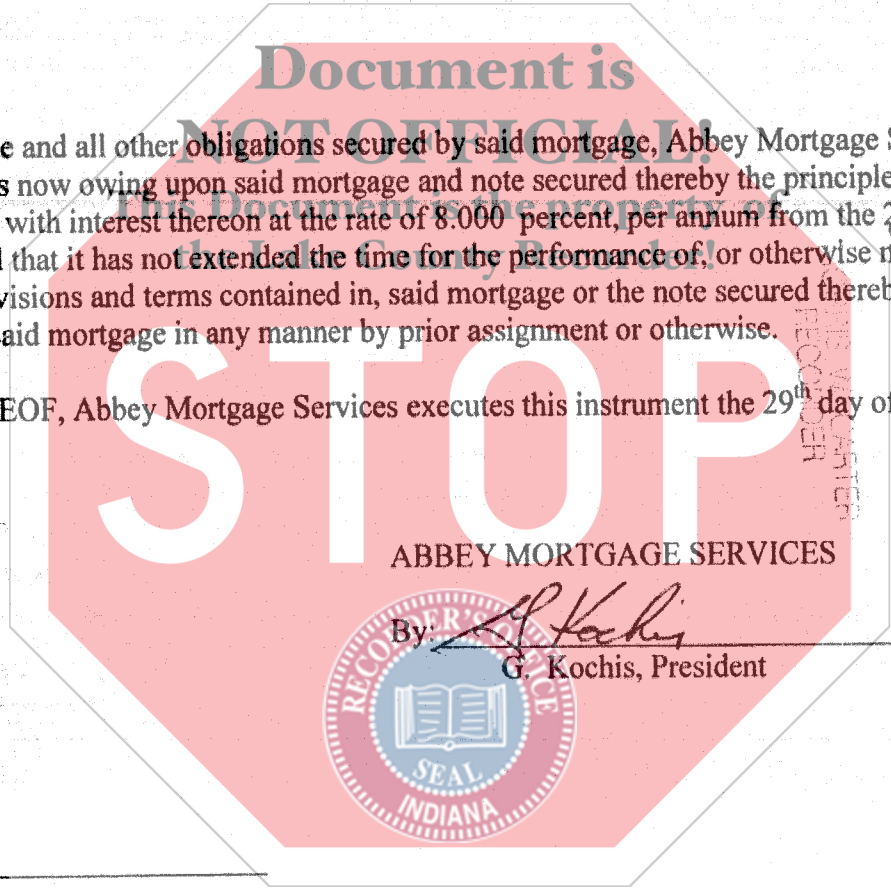 Document is
NOT OFFICIAL!
This Document is the property of
the Lake County Recorder!
e and all other obligations secured by said mortgage, Abbey Mortgage
s now owing upon said mortgage and note secured thereby the principle
with interest thereon at the rate of 8.000 percent, per annum from the 2
that it has not extended the time for the performance of, or otherwise
visions and terms contained in, said mortgage or the note secured thereb
aid mortgage in any manner by prior assignment or otherwise.
EOF, Abbey Mortgage Services executes this instrument the 29th day of
CARTER
RECORDER
STOP
ABBEY MORTGAGE SERVICES
By: G Kochis
G. Kochis, President
RECORDER'S OFFICE
SEAL
INDIANA